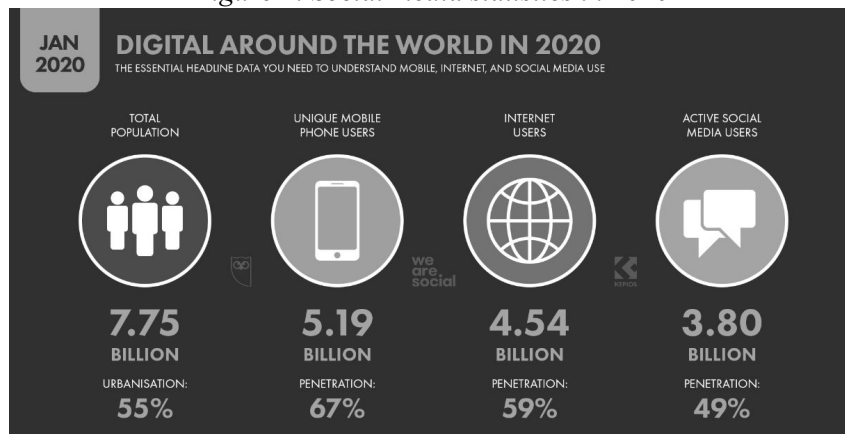 JAN
2020
DIGITAL AROUND THE WORLD IN 2020
THE ESSENTIAL HEADLINE DATA YOU NEED TO UNDERSTAND MOBILE, INTERNET, AND SOCIAL MEDIA USE
TOTAL
POPULATION
UNIQUE MOBILE
PHONE USERS
INTERNET
USERS
ACTIVE SOCIAL
MEDIA USERS
we
are
social
KEPIOS
7.75
BILLION
URBANISATION:
55%
5.19
BILLION
PENETRATION:
67%
4.54
BILLION
PENETRATION:
59%
3.80
BILLION
PENETRATION:
49%